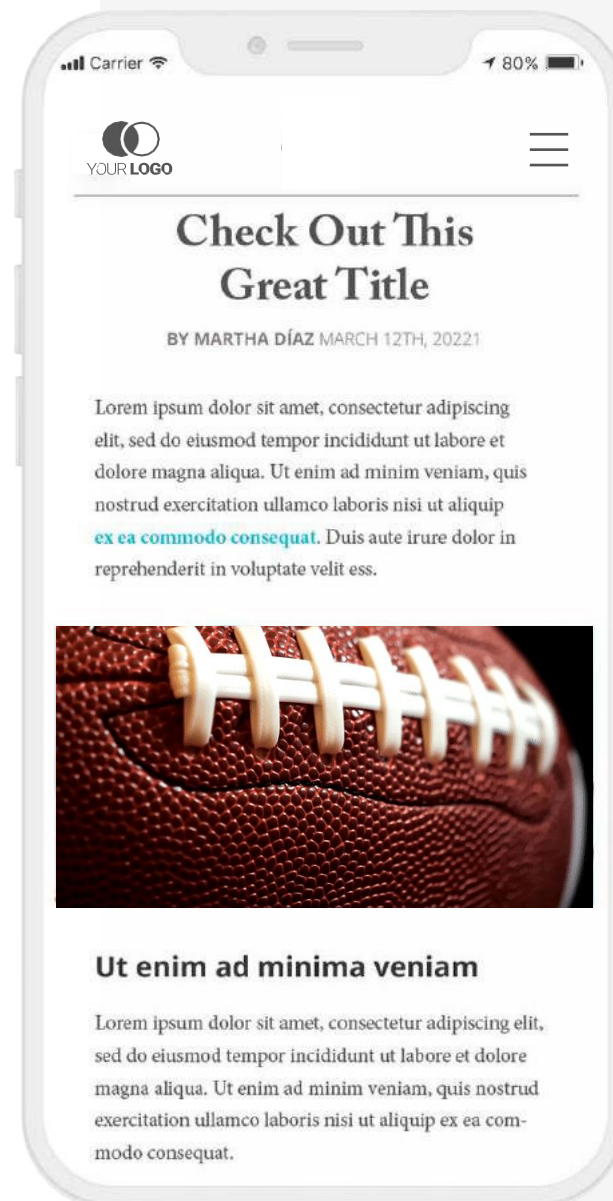 Carrier 80%
YOUR LOGO
Check Out This
Great Title
BY MARTHA DÍAZ MARCH 12TH, 20221
Lorem ipsum dolor sit amet, consectetur adipiscing
elit, sed do eiusmod tempor incididunt ut labore et
dolore magna aliqua. Ut enim ad minim veniam, quis
nostrud exercitation ullamco laboris nisi ut aliquip
ex ea commodo consequat. Duis aute irure dolor in
reprehenderit in voluptate velit ess.
Ut enim ad minima veniam
Lorem ipsum dolor sit amet, consectetur adipiscing elit,
sed do eiusmod tempor incididunt ut labore et dolore
magna aliqua. Ut enim ad minim veniam, quis nostrud
exercitation ullamco laboris nisi ut aliquip ex ea com-
modo consequat.